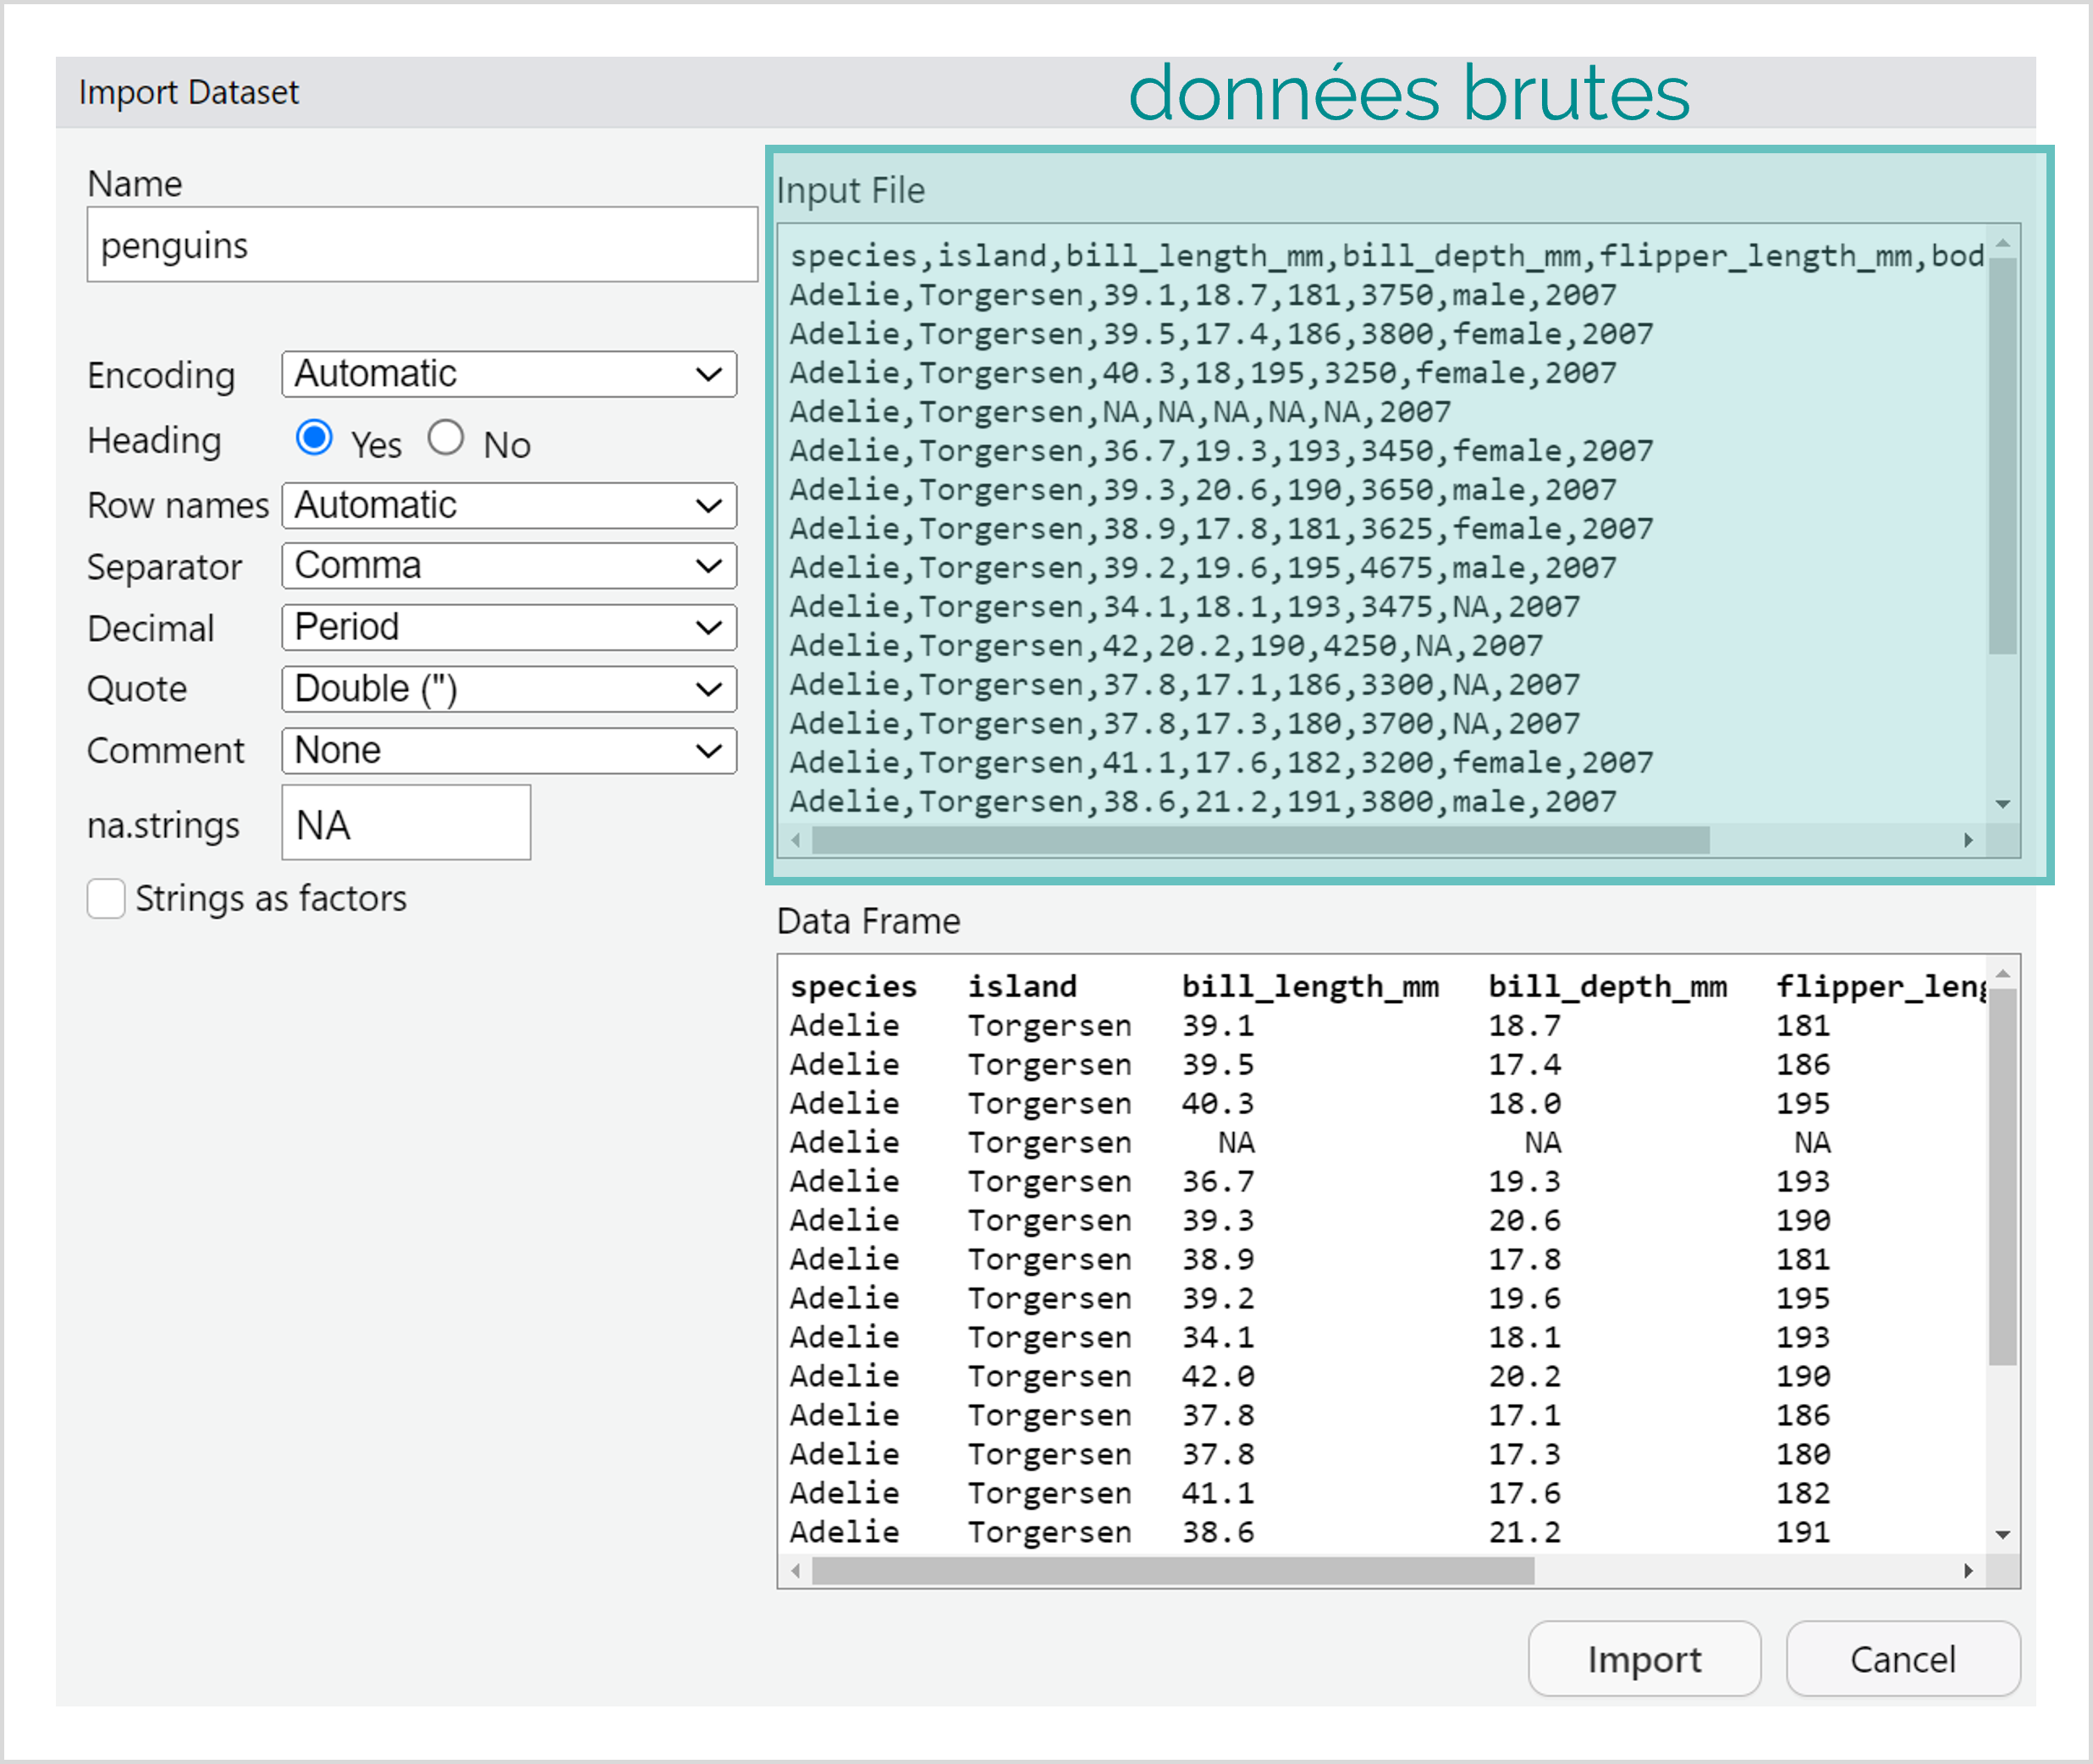 données brutes
Import Dataset
Name
penguins
Encoding Automatic
Heading Yes No
Row names Automatic
Separator Comma
Decimal Period
Quote Double (")
Comment None
na.strings NA
Strings as factors
Input File
species,island,bill_length_mm,bill_depth_mm,flipper_length_mm,bod
Adelie,Torgersen,39.1,18.7,181,3750,male,2007
Adelie,Torgersen,39.5,17.4,186,3800,female,2007
Adelie,Torgersen,40.3,18,195,3250,female,2007
Adelie,Torgersen,NA,NA,NA,NA,NA,2007
Adelie,Torgersen,36.7,19.3,193,3450,female,2007
Adelie,Torgersen,39.3,20.6,190,3650,male,2007
Adelie,Torgersen,38.9,17.8,181,3625,female,2007
Adelie,Torgersen,39.2,19.6,195,4675,male,2007
Adelie,Torgersen,34.1,18.1,193,3475,NA,2007
Adelie,Torgersen,42,20.2,190,4250,NA,2007
Adelie,Torgersen,37.8,17.1,186,3300,NA,2007
Adelie,Torgersen,37.8,17.3,180,3700,NA,2007
Adelie,Torgersen,41.1,17.6,182,3200,female,2007
Adelie,Torgersen,38.6,21.2,191,3800,male,2007
Data Frame
species island bill_length_mm bill_depth_mm flipper_leng
Adelie Torgersen 39.1 18.7 181
Adelie Torgersen 39.5 17.4 186
Adelie Torgersen 40.3 18.0 195
Adelie Torgersen NA NA NA
Adelie Torgersen 36.7 19.3 193
Adelie Torgersen 39.3 20.6 190
Adelie Torgersen 38.9 17.8 181
Adelie Torgersen 39.2 19.6 195
Adelie Torgersen 34.1 18.1 193
Adelie Torgersen 42.0 20.2 190
Adelie Torgersen 37.8 17.1 186
Adelie Torgersen 37.8 17.3 180
Adelie Torgersen 41.1 17.6 182
Adelie Torgersen 38.6 21.2 191
Import Cancel